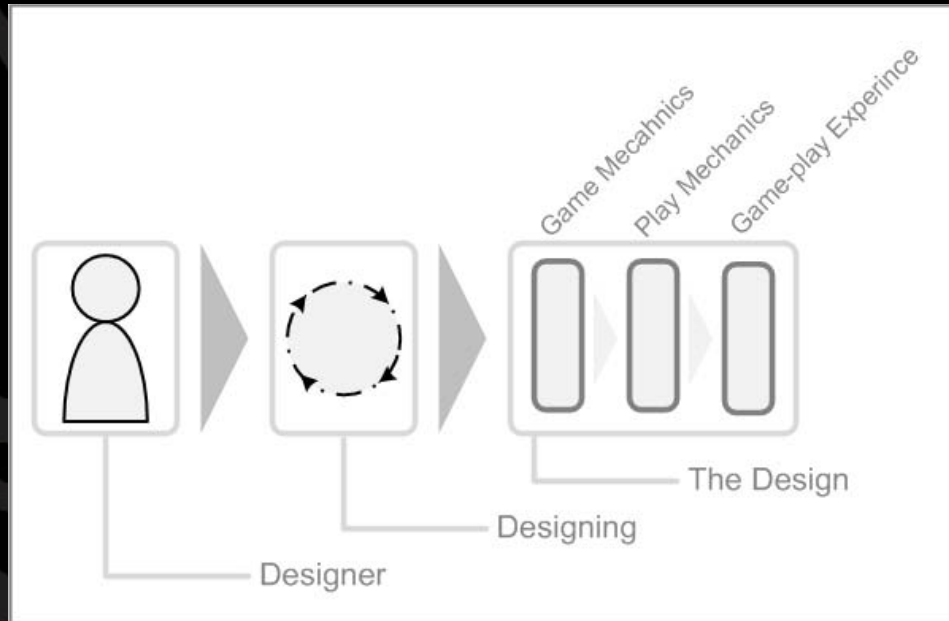 Game Mecahnics
Play Mechanics
Game-play Experince
The Design
Designing
Designer